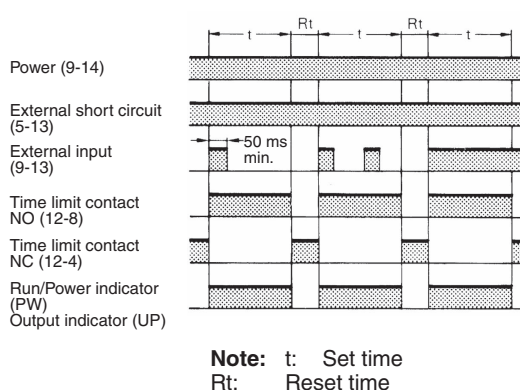 Rt Rt
t t t
Power (9-14)
External short circuit
(5-13)
External input
(9-13)
50 ms
min.
Time limit contact
NO (12-8)
Time limit contact
NC (12-4)
Run/Power indicator
(PW)
Output indicator (UP)
Note: t: Set time
Rt: Reset time